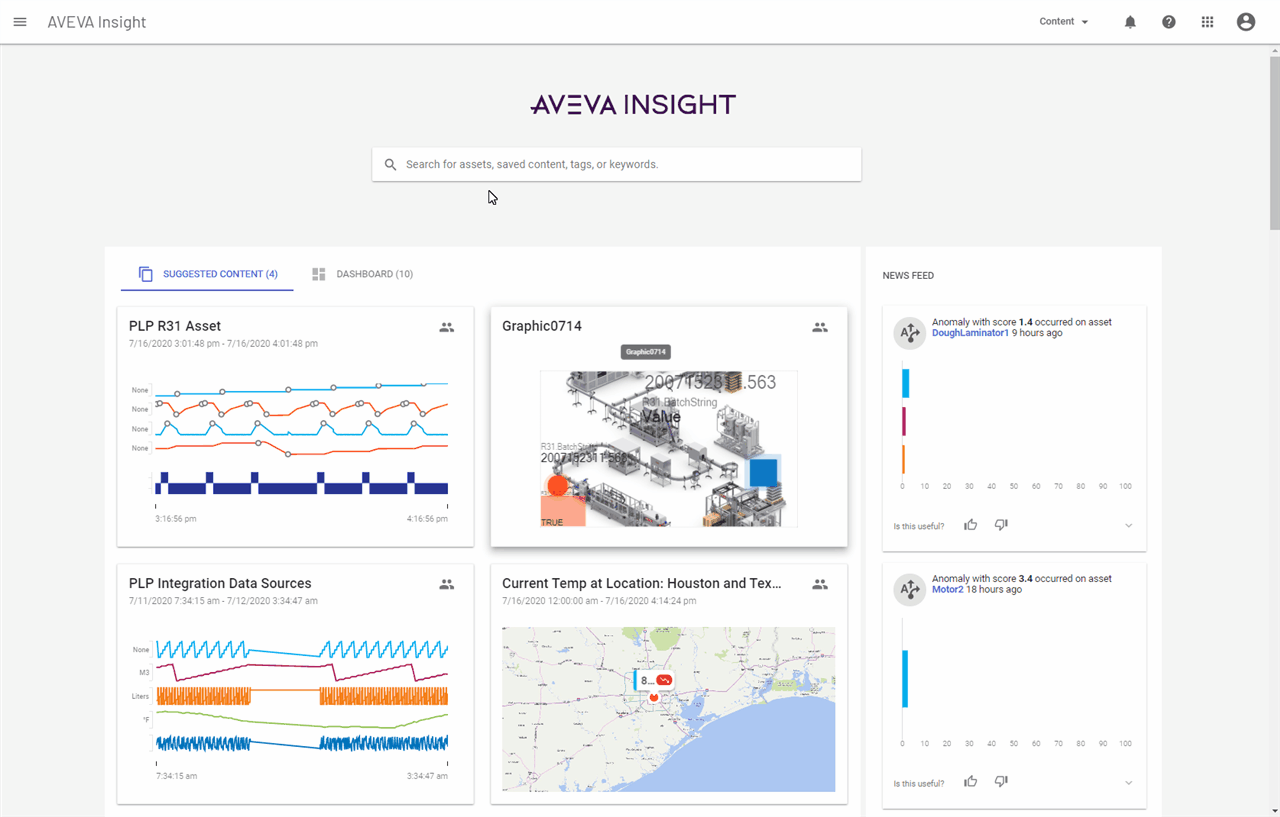 AVEVA Insight
Content
AVEVA INSIGHT
Search for assets, saved content, tags, or keywords.
SUGGESTED CONTENT (4)
DASHBOARD (10)
NEWS FEED
PLP R31 Asset
7/16/2020 3:01:48 pm - 7/16/2020 4:01:48 pm
None
None
None
None
3:16:56 pm
4:16:56 pm
Graphic0714
Graphic0714
R31 BatchString
Value
TRUE
Anomaly with score 1.4 occurred on asset
DoughLaminator1 9 hours ago
0 10 20 30 40 50 60 70 80 90 100
Is this useful?
PLP Integration Data Sources
7/11/2020 7:34:15 am - 7/12/2020 3:34:47 am
None
M3
Liters
°F
7:34:15 am
3:34:47 am
Current Temp at Location: Houston and Tex...
7/16/2020 12:00:00 am - 7/16/2020 4:14:24 pm
8...
Anomaly with score 3.4 occurred on asset
Motor2 18 hours ago
0 10 20 30 40 50 60 70 80 90 100
Is this useful?